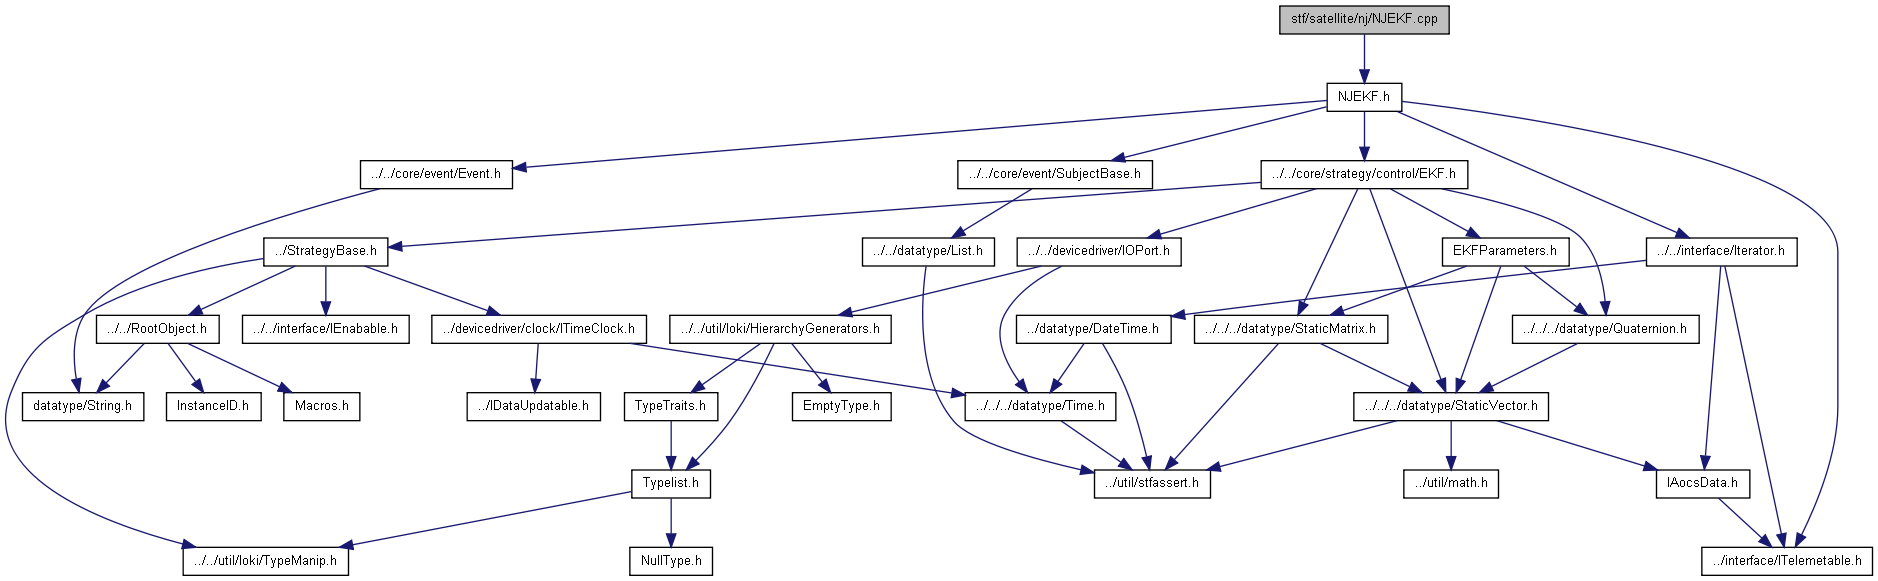 stf/satellite/nj/NJEKF.cpp
NJEKF.h
../../core/event/Event.h
../../core/event/SubjectBase.h
../../core/strategy/control/EKF.h
../StrategyBase.h
../../datatype/List.h
../../devicedriver/IOPort.h
EKFParameters.h
../../interface/Iterator.h
../../RootObject.h
../../interface/IEnabable.h
../devicedriver/clock/ITimeClock.h
../../util/loki/HierarchyGenerators.h
../datatype/DateTime.h
../../../datatype/StaticMatrix.h
../../../datatype/Quaternion.h
datatype/String.h
InstanceID.h
Macros.h
../IDataUpdatable.h
TypeTraits.h
EmptyType.h
../../../datatype/Time.h
../../../datatype/StaticVector.h
Typelist.h
../util/stfassert.h
../util/math.h
IAocsData.h
../../util/loki/TypeManip.h
NullType.h
../interface/ITelemetable.h